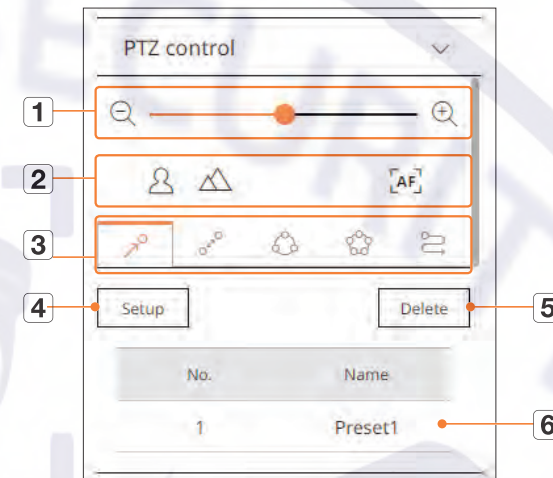 PTZ control
1
2
AF
3
4
Setup
Delete
5
No.
Name
1
Preset1
6